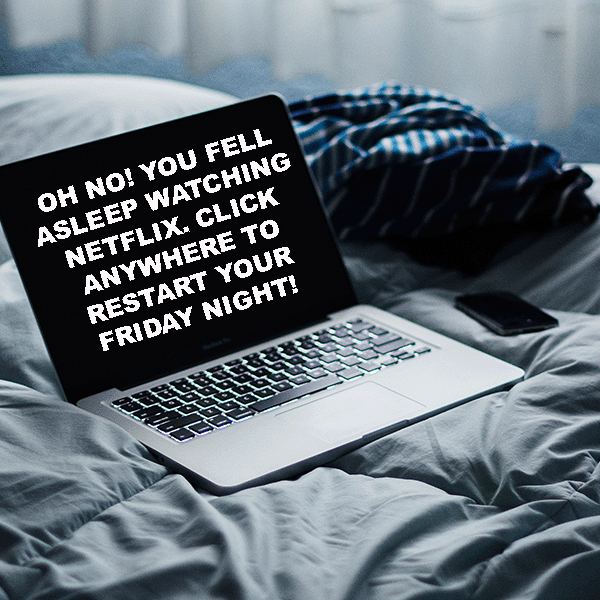 OH NO! YOU FELL
ASLEEP WATCHING
NETFLIX. CLICK
ANYWHERE TO
RESTART YOUR
FRIDAY NIGHT!